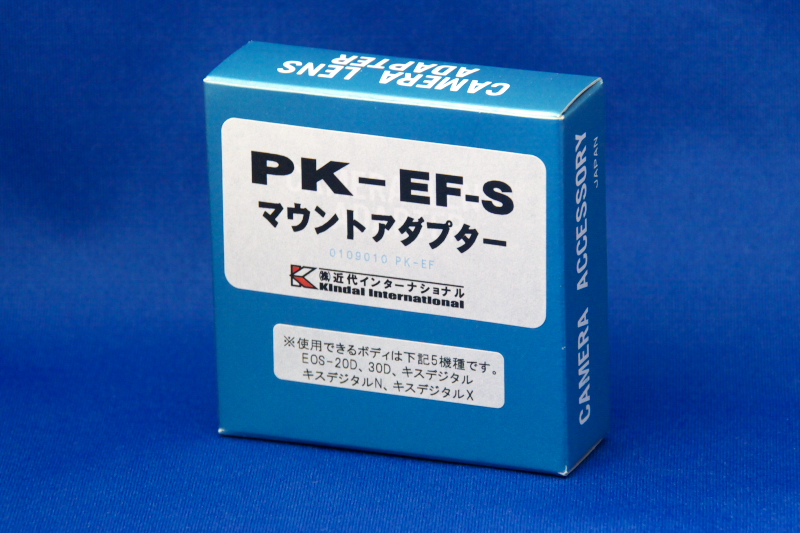 CAMERA LENS
ADAPTER
PK-EF-S
マウントアダプター
0109010 PK-EF
㈱近代インターナショナル
Kindai International
※使用できるボディは下記5機種です。
EOS-20D、30D、キスデジタル
キスデジタルN、キスデジタルX
CAMERA ACCESSORY
JAPAN